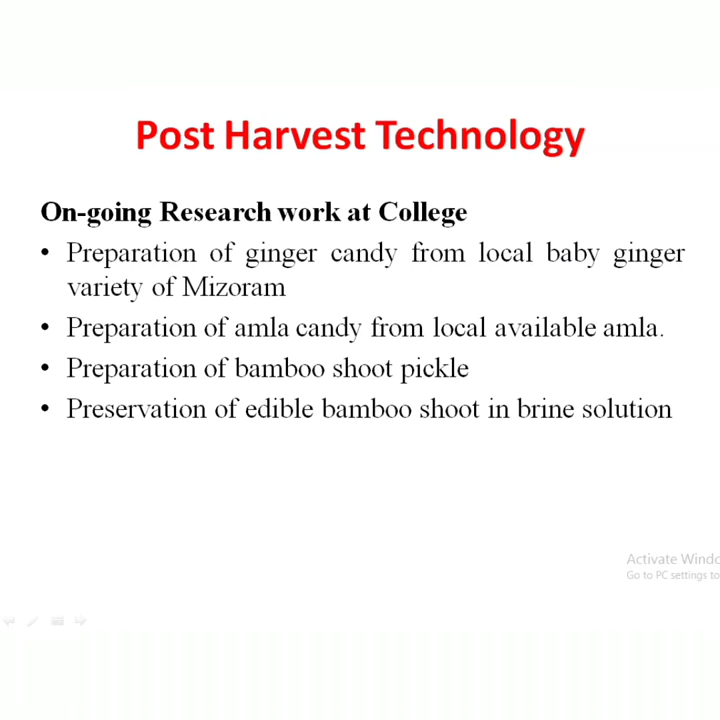 Post Harvest Technology
On-going Research work at College
• Preparation of ginger candy from local baby ginger
variety of Mizoram
• Preparation of amla candy from local available amla.
• Preparation of bamboo shoot pickle
• Preservation of edible bamboo shoot in brine solution
Activate
Go to PC settings to